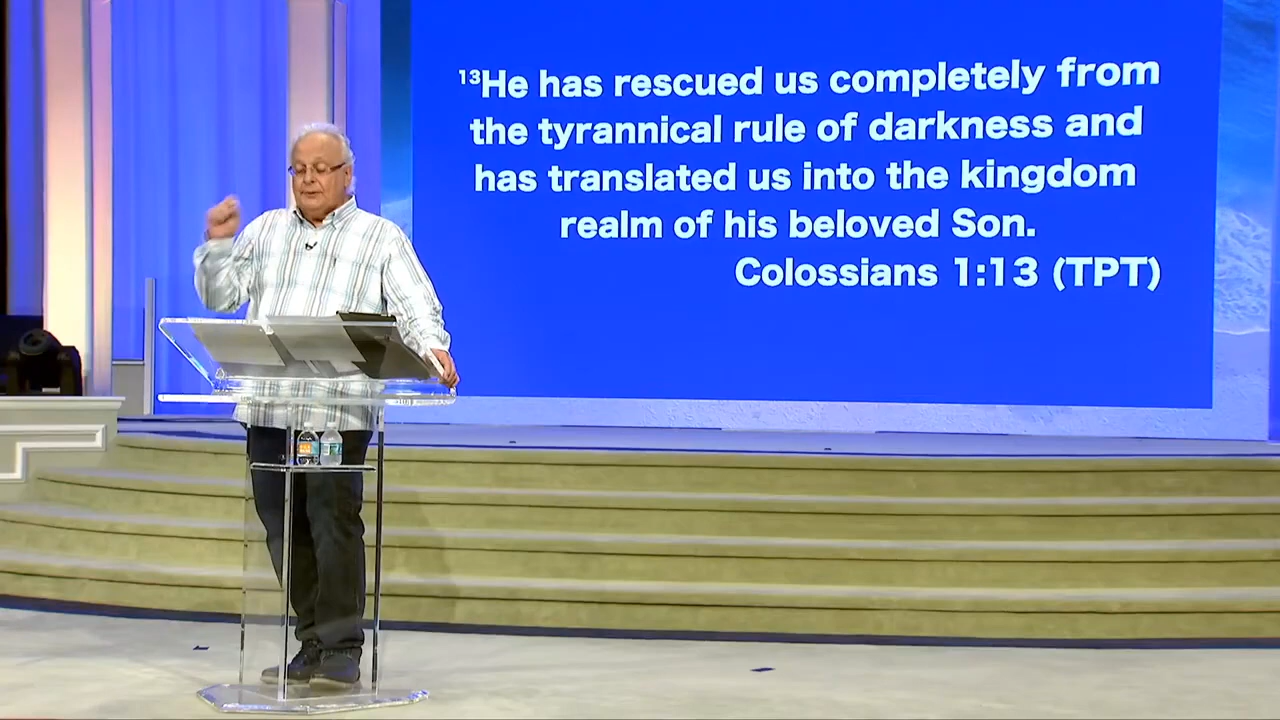 ¹³He has rescued us completely from
the tyrannical rule of darkness and
has translated us into the kingdom
realm of his beloved Son.
Colossians 1:13 (TPT)